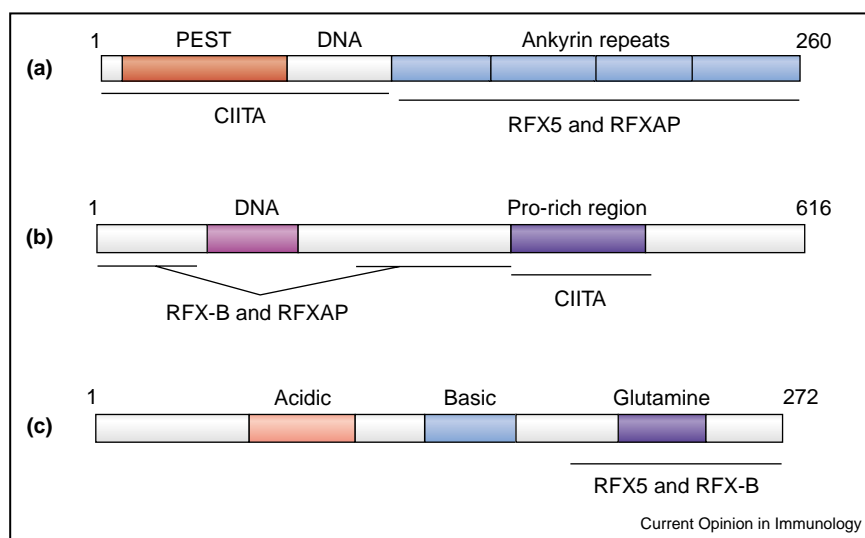 1 PEST DNA Ankyrin repeats 260
(a)
CIITA
RFX5 and RFXAP
1 DNA Pro-rich region 616
(b)
RFX-B and RFXAP
CIITA
1 Acidic Basic Glutamine 272
(c)
RFX5 and RFX-B
Current Opinion in Immunology